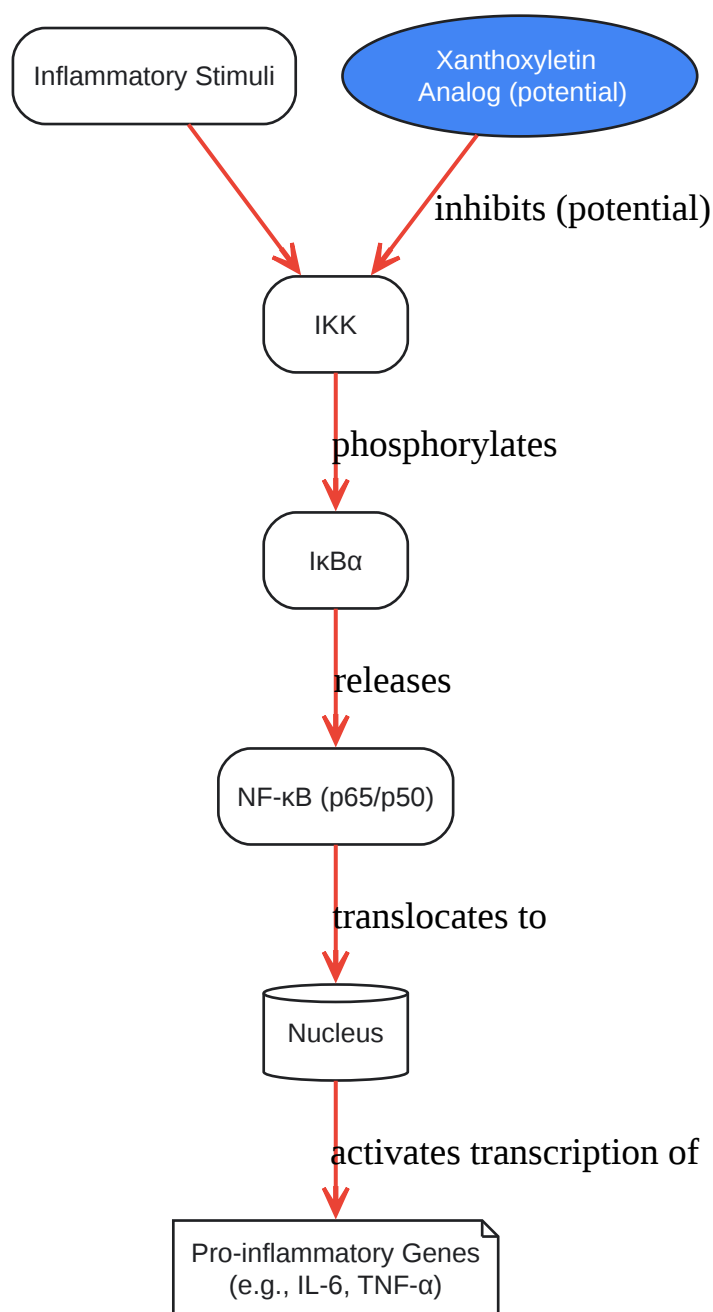 Inflammatory Stimuli
Xanthoxyletin
Analog (potential)
inhibits (potential)
IKK
phosphorylates
IκBα
releases
NF-κB (p65/p50)
translocates to
Nucleus
activates transcription of
Pro-inflammatory Genes
(e.g., IL-6, TNF-α)